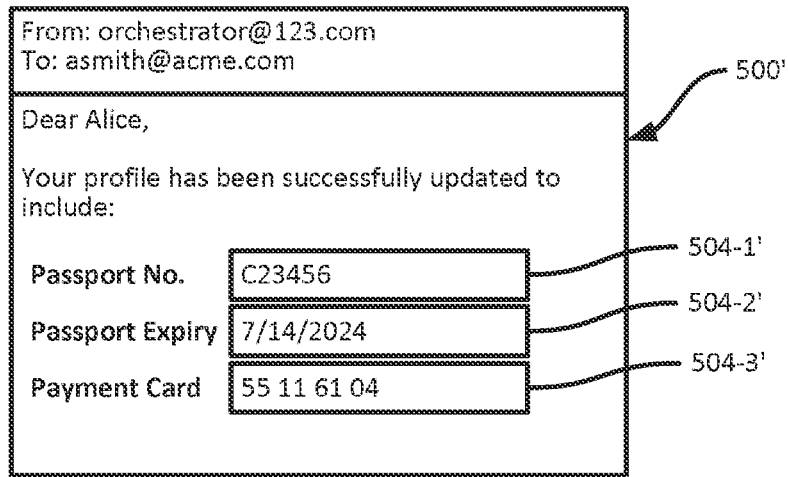 From: orchestrator@123.com
To: asmith@acme.com
500'
Dear Alice,
Your profile has been successfully updated to
include:
Passport No. C23456 504-1'
Passport Expiry 7/14/2024 504-2'
Payment Card 55 11 61 04 504-3'